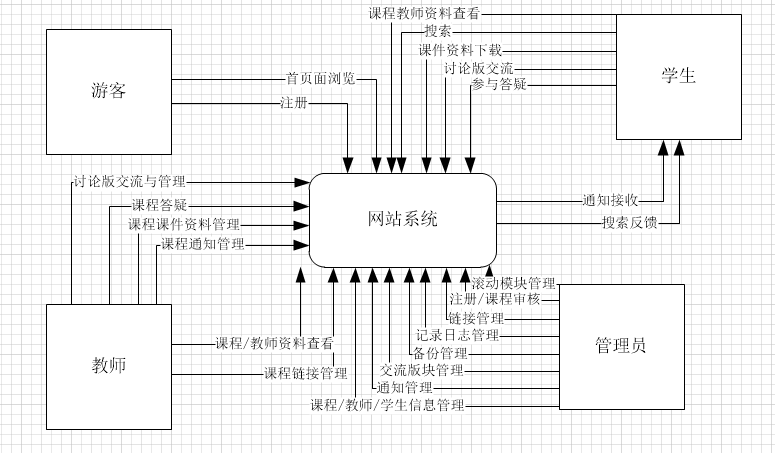 课程教师资料查看
搜索
课件资料下载
讨论版交流
参与答疑
学生
游客
首页面浏览
注册
讨论版交流与管理
课程答疑
课程课件资料管理
课程通知管理
网站系统
通知接收
搜索反馈
滚动模块管理
注册/课程审核
链接管理
记录日志管理
备份管理
交流版块管理
通知管理
课程/教师/学生信息管理
管理员
教师
课程/教师资料查看
课程链接管理